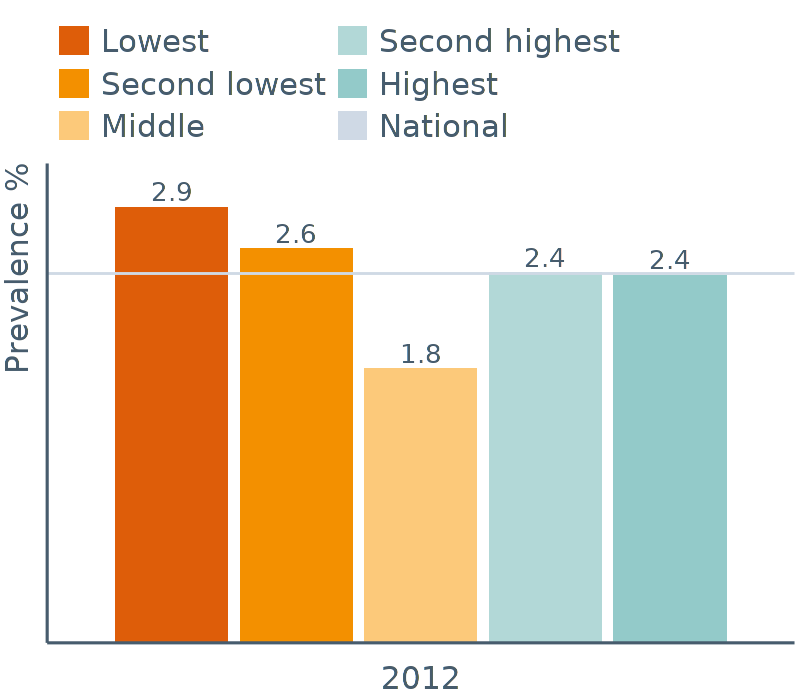 Lowest
Second lowest
Middle
Second highest
Highest
National
Prevalence %
2.9
2.6
1.8
2.4
2.4
2012